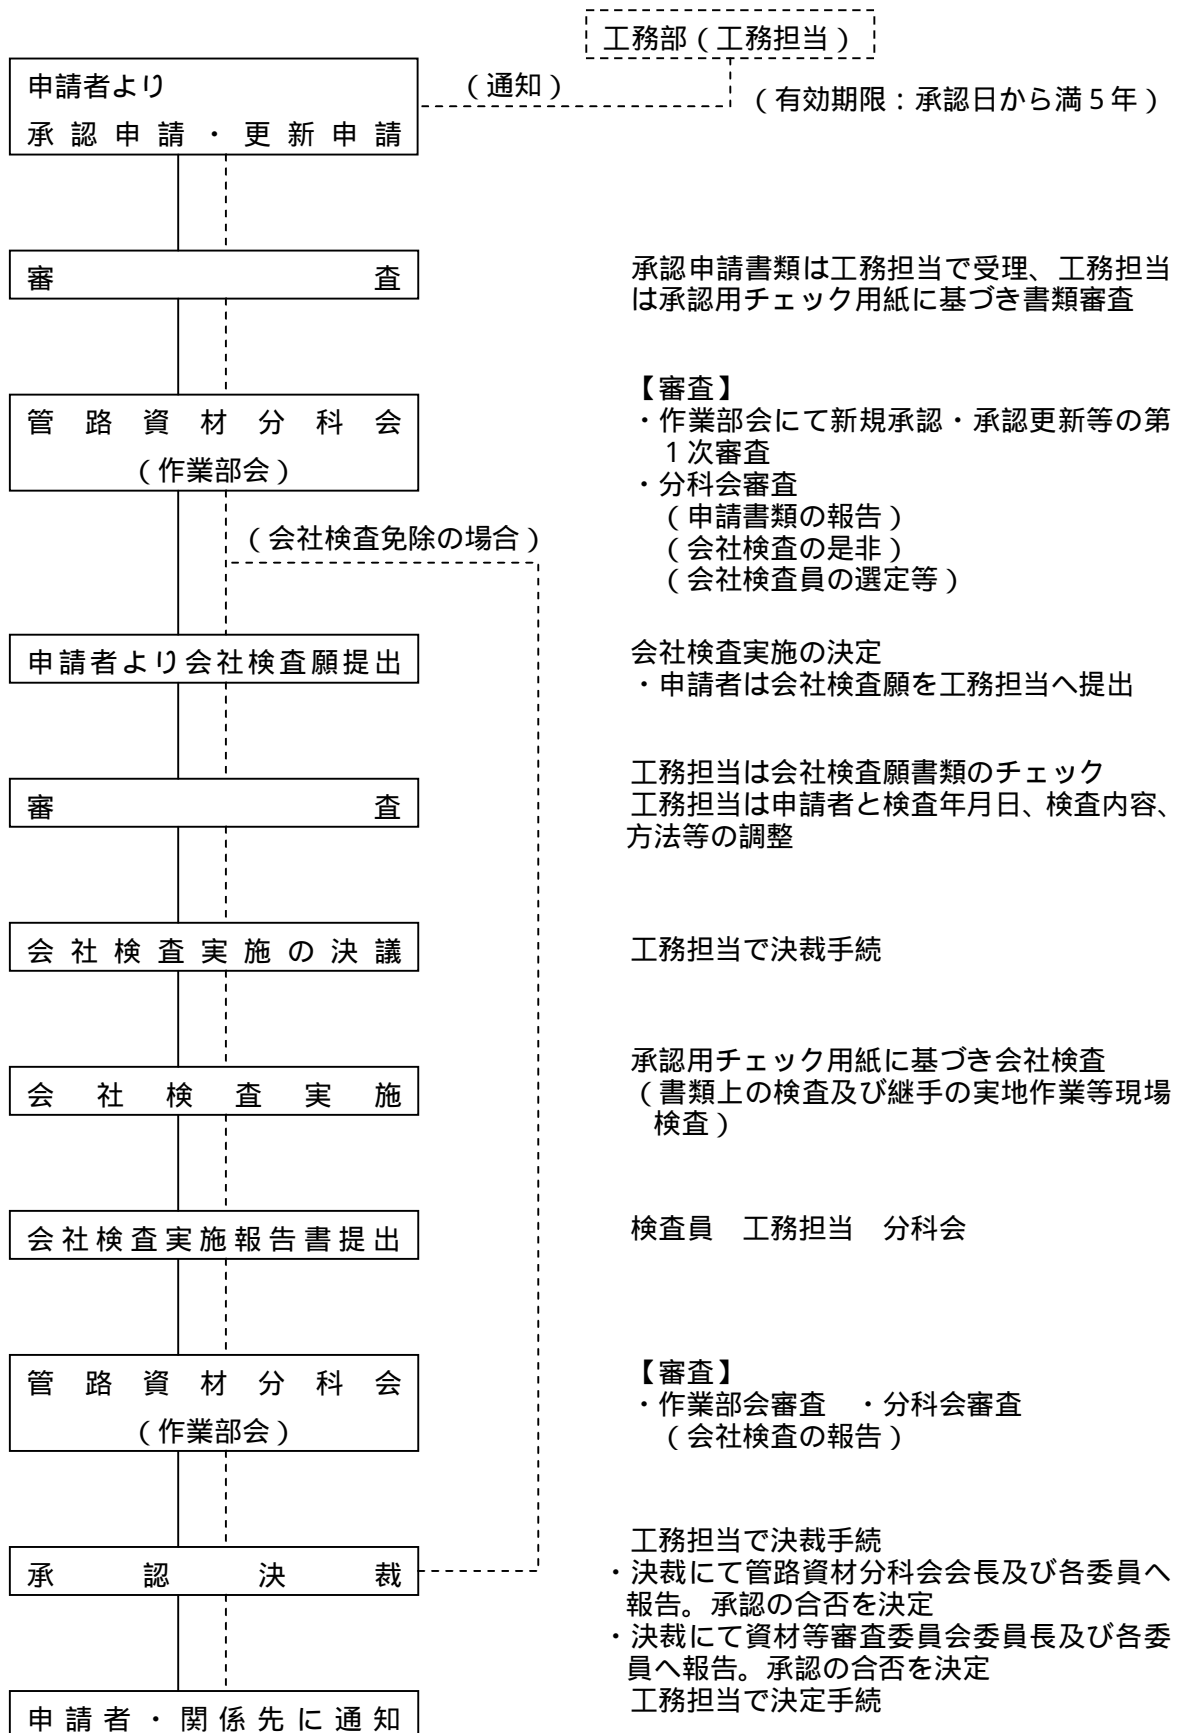 工務部（工務担当）
申請者より
承認申請・更新申請
（通知）
（有効期限：承認日から満５年）
審査
承認申請書類は工務担当で受理、工務担当
は承認用チェック用紙に基づき書類審査
管路資材分科会
（作業部会）
【審査】
・作業部会にて新規承認・承認更新等の第
１次審査
・分科会審査
（申請書類の報告）
（会社検査の是非）
（会社検査員の選定等）
（会社検査免除の場合）
申請者より会社検査願提出
会社検査実施の決定
・申請者は会社検査願を工務担当へ提出
審査
工務担当は会社検査願書類のチェック
工務担当は申請者と検査年月日、検査内容、
方法等の調整
会社検査実施の決議
工務担当で決裁手続
会社検査実施
承認用チェック用紙に基づき会社検査
（書類上の検査及び継手の実地作業等現場
検査）
会社検査実施報告書提出
検査員　工務担当　分科会
管路資材分科会
（作業部会）
【審査】
・作業部会審査　・分科会審査
（会社検査の報告）
承認決裁
工務担当で決裁手続
・決裁にて管路資材分科会会長及び各委員へ
報告。承認の合否を決定
・決裁にて資材等審査委員会委員長及び各委
員へ報告。承認の合否を決定
工務担当で決定手続
申請者・関係先に通知